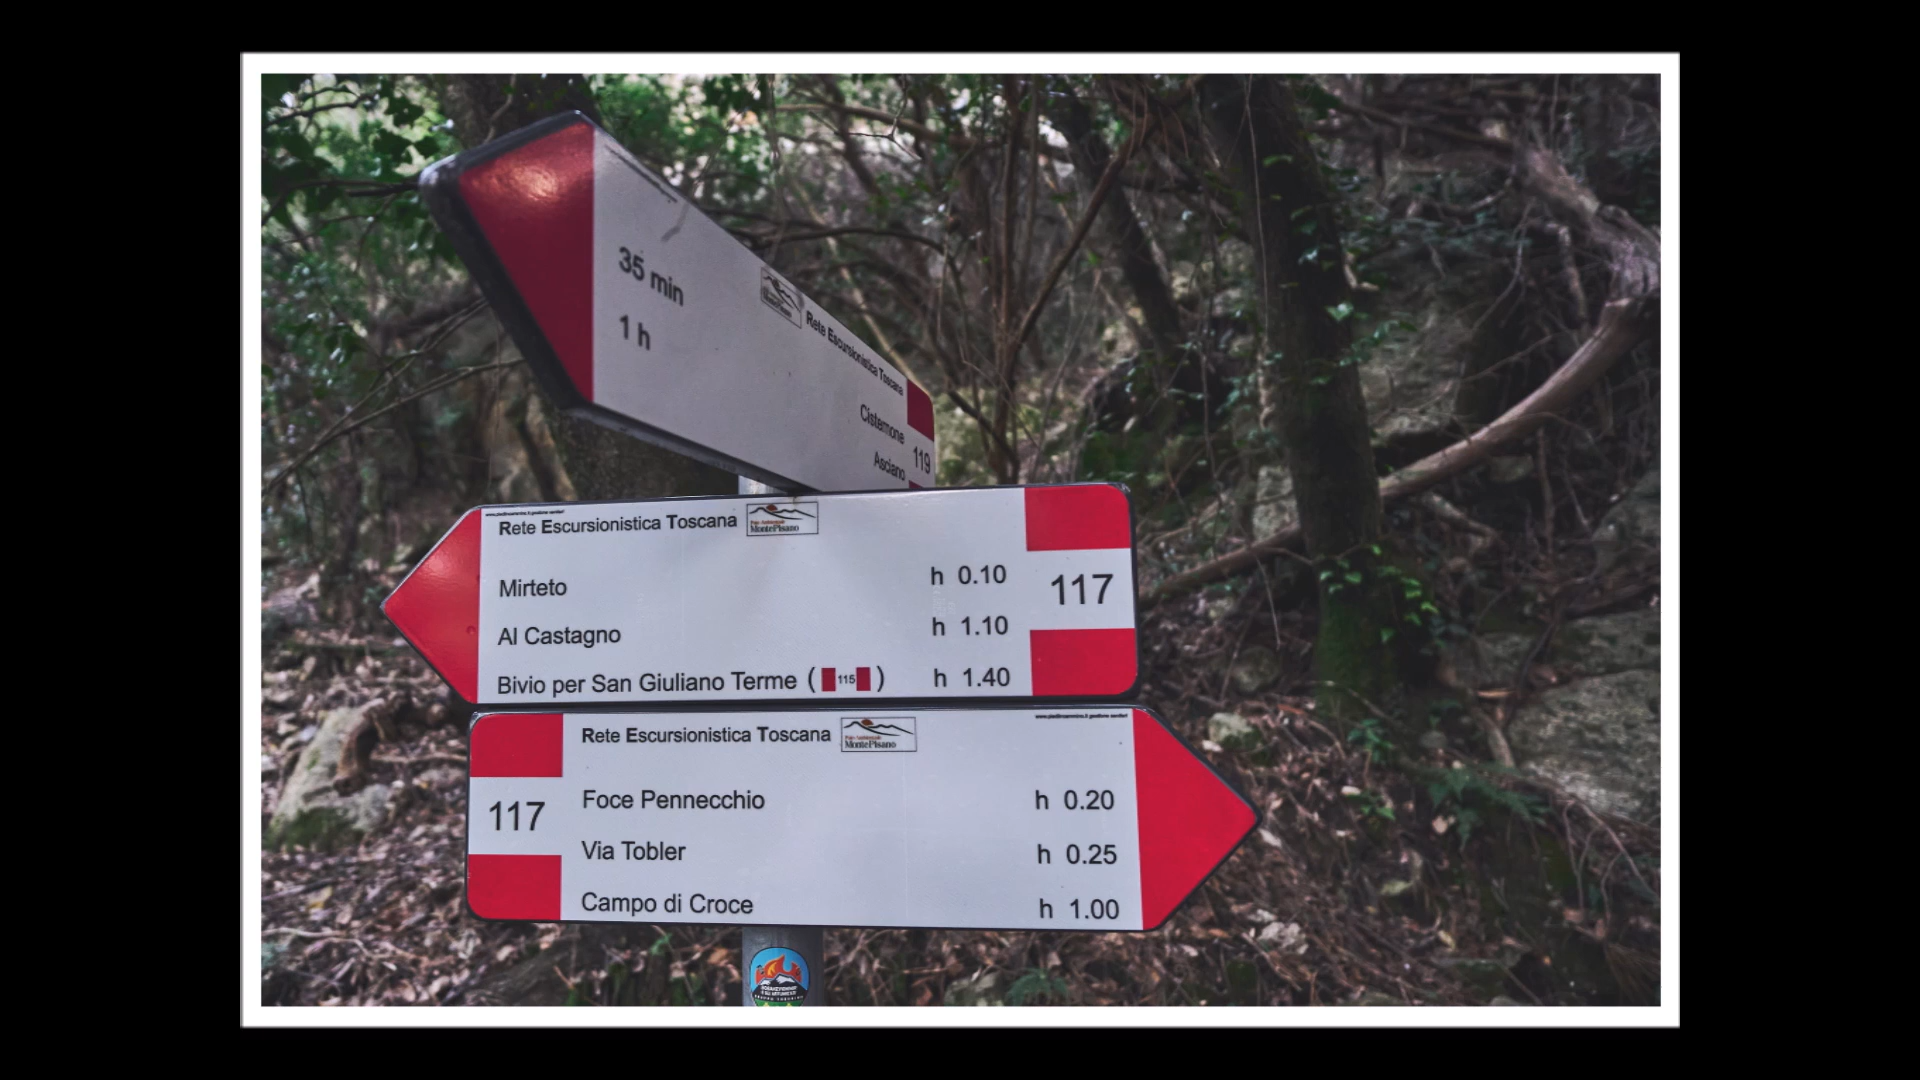 35 min
1 h
Rete Escursionistica Toscana
Cisternone
Asciano
119
Rete Escursionistica Toscana
MontePisano
Mirteto h 0.10
Al Castagno h 1.10
Bivio per San Giuliano Terme (115) h 1.40
117
Rete Escursionistica Toscana
MontePisano
117
Foce Pennecchio h 0.20
Via Tobler h 0.25
Campo di Croce h 1.00